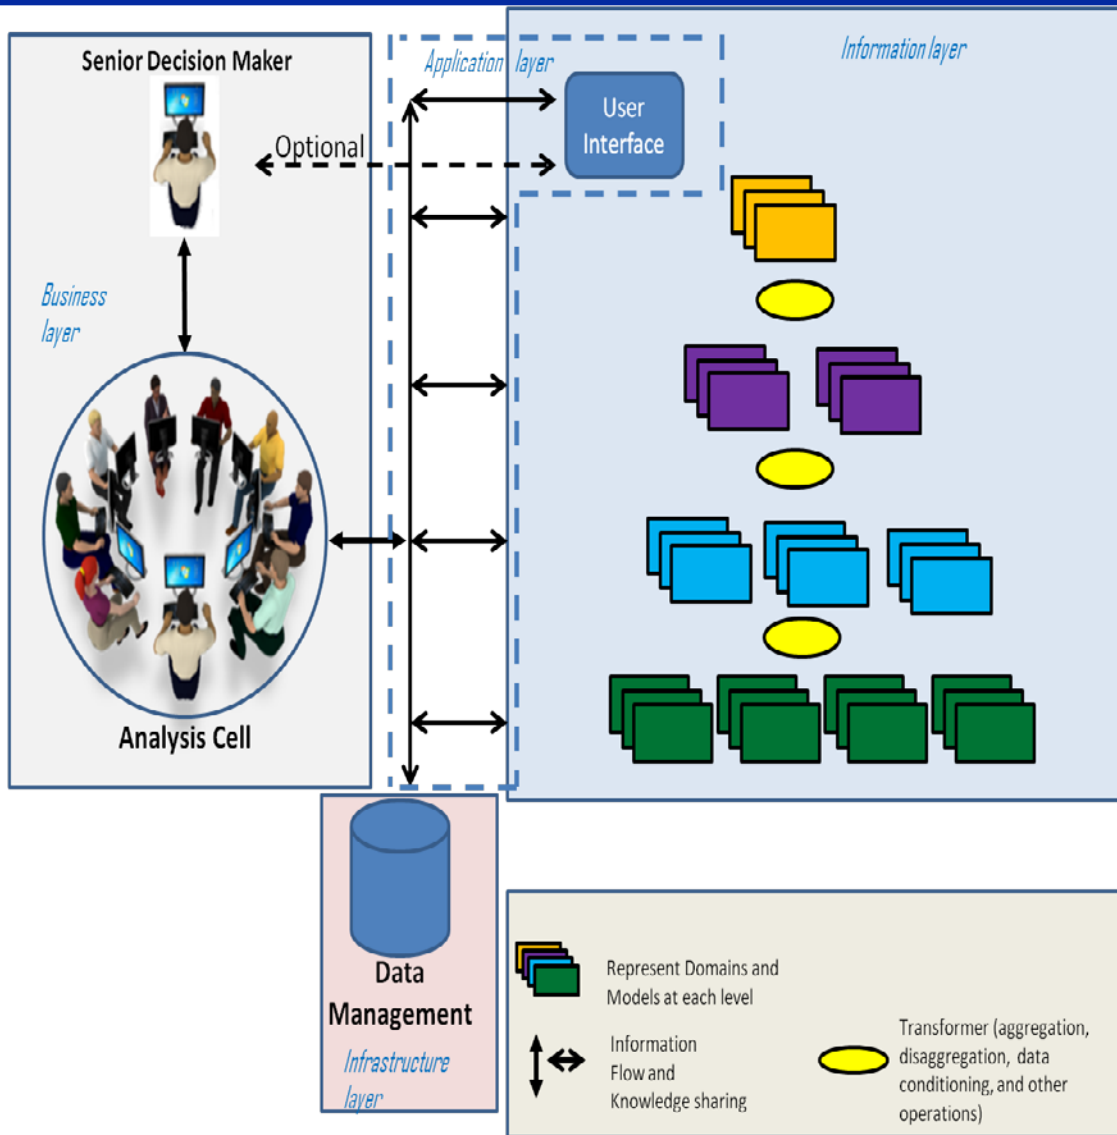 Senior Decision Maker
Application layer
Information layer
User
Interface
Optional
Business
layer
Analysis Cell
Data
Management
Infrastructure
layer
Represent Domains and
Models at each level
Information
Flow and
Knowledge sharing
Transformer (aggregation,
disaggregation, data
conditioning, and other
operations)